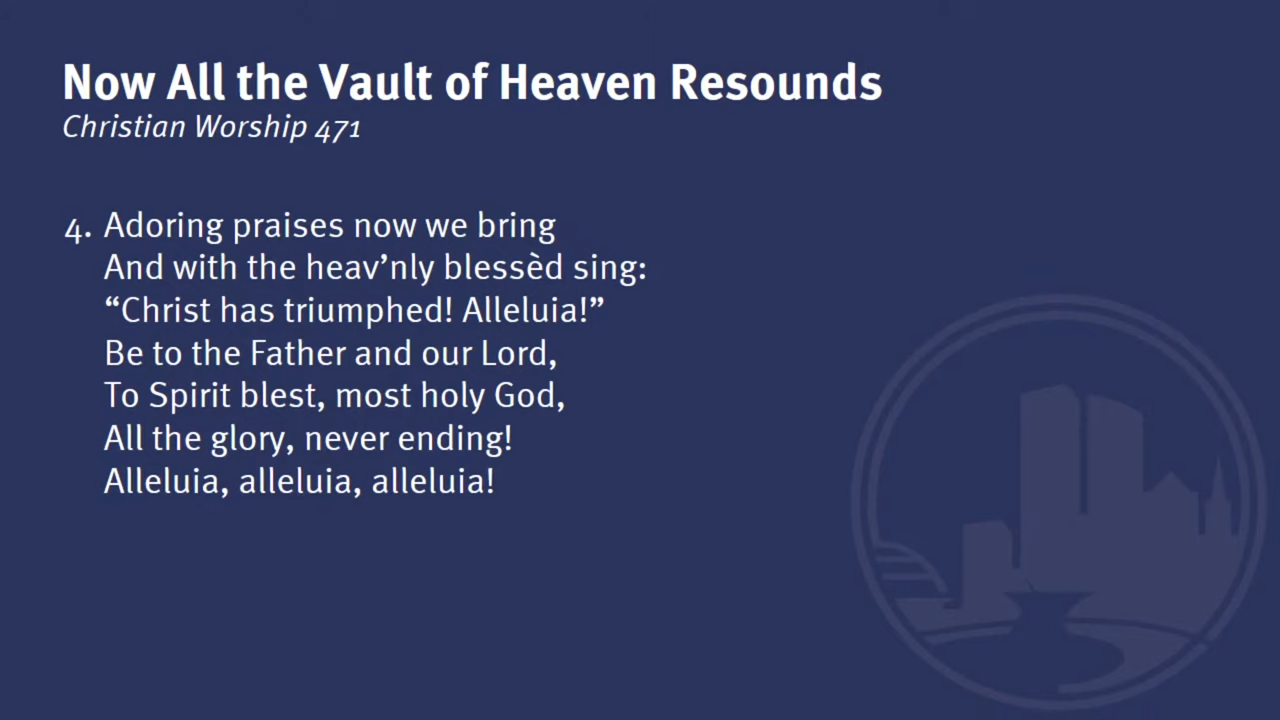 Now All the Vault of Heaven Resounds
Christian Worship 471
4. Adoring praises now we bring
And with the heav’nly blessèd sing:
“Christ has triumphed! Alleluia!”
Be to the Father and our Lord,
To Spirit blest, most holy God,
All the glory, never ending!
Alleluia, alleluia, alleluia!